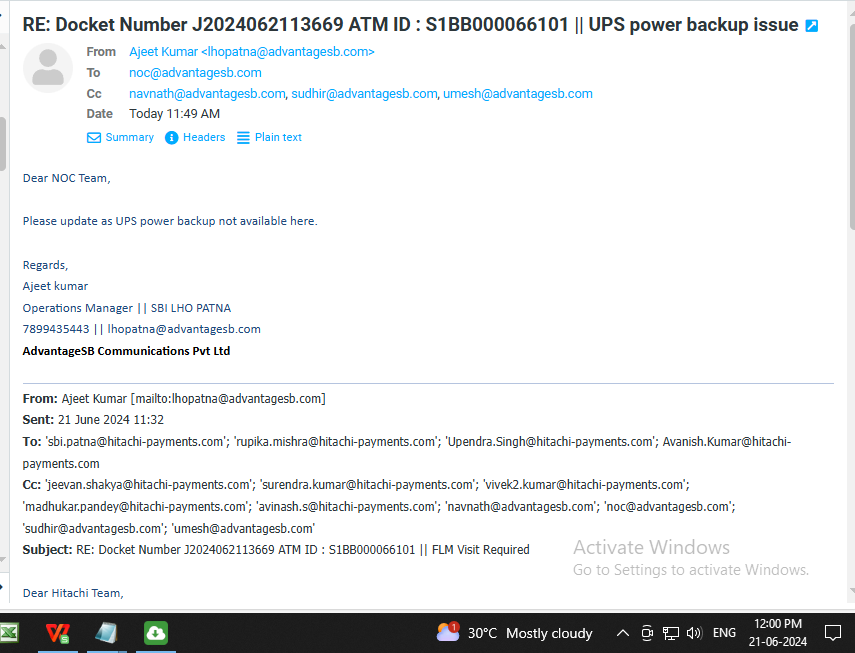 RE: Docket Number J2024062113669 ATM ID : S1BB000066101 || UPS power backup issue
From Ajeet Kumar <lhopatna@advantagesb.com>
To noc@advantagesb.com
Cc navnath@advantagesb.com, sudhir@advantagesb.com, umesh@advantagesb.com
Date Today 11:49 AM
Summary Headers Plain text
Dear NOC Team,
Please update as UPS power backup not available here.
Regards,
Ajeet kumar
Operations Manager || SBI LHO PATNA
7899435443 || lhopatna@advantagesb.com
AdvantageSB Communications Pvt Ltd
From: Ajeet Kumar [mailto:lhopatna@advantagesb.com]
Sent: 21 June 2024 11:32
To: 'sbi.patna@hitachi-payments.com'; 'rupika.mishra@hitachi-payments.com'; 'Upendra.Singh@hitachi-payments.com'; Avanish.Kumar@hitachi-
payments.com
Cc: 'jeevan.shakya@hitachi-payments.com'; 'surendra.kumar@hitachi-payments.com'; 'vivek2.kumar@hitachi-payments.com';
'madhukar.pandey@hitachi-payments.com'; 'avinash.s@hitachi-payments.com'; 'navnath@advantagesb.com'; 'noc@advantagesb.com';
'sudhir@advantagesb.com'; 'umesh@advantagesb.com'
Subject: RE: Docket Number J2024062113669 ATM ID : S1BB000066101 || FLM Visit Required
Activate Windows
Go to Settings to activate Windows.
Dear Hitachi Team,
1 30°C Mostly cloudy ENG 12:00 PM
21-06-2024